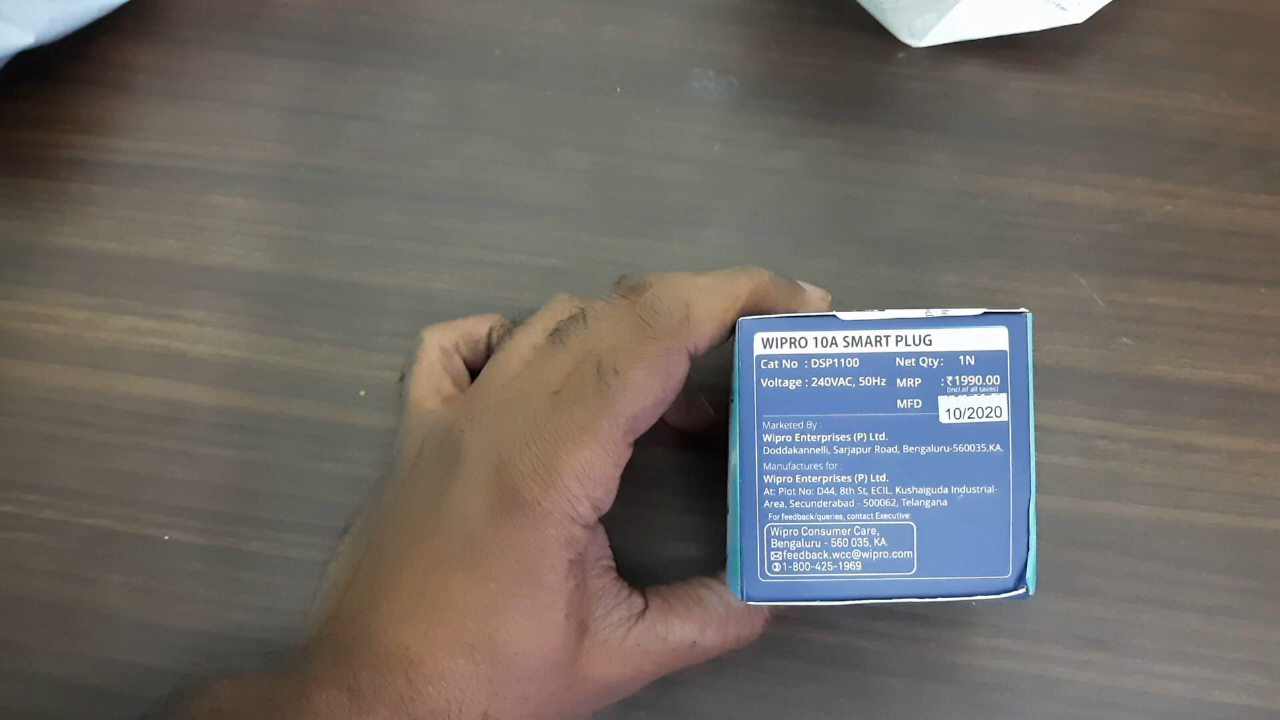 WIPRO 10A SMART PLUG
Cat No : DSP1100 Net Qty : 1N
Voltage : 240VAC, 50Hz MRP : ₹1990.00
(Incl.of all taxes)
MFD 10/2020
Marketed By :
Wipro Enterprises (P) Ltd.
Doddakannelli, Sarjapur Road, Bengaluru-560035.KA.
Manufactures for :
Wipro Enterprises (P) Ltd.
At: Plot No: D44, 8th St, ECIL, Kushaiguda Industrial-
Area, Secunderabad - 500062, Telangana
For feedback/queries, contact Executive
Wipro Consumer Care,
Bengaluru - 560 035. KA.
feedback.wcc@wipro.com
1-800-425-1969